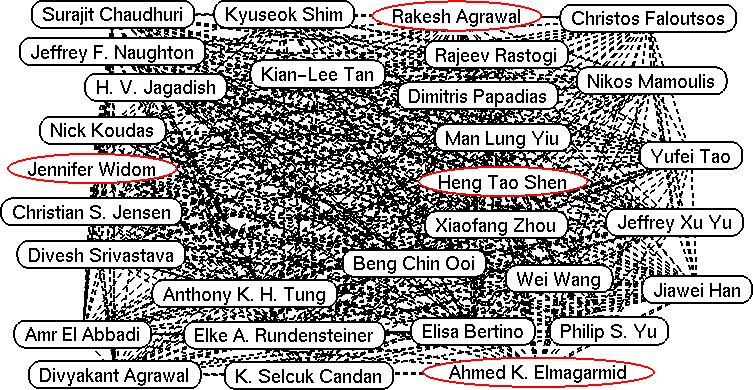 Surajit Chaudhuri
Kyuseok Shim
Rakesh Agrawal
Christos Faloutsos
Jeffrey F. Naughton
Rajeev Rastogi
Kian-Lee Tan
Nikos Mamoulis
H. V. Jagadish
Dimitris Papadias
Nick Koudas
Man Lung Yiu
Yufei Tao
Jennifer Widom
Heng Tao Shen
Christian S. Jensen
Xiaofang Zhou
Jeffrey Xu Yu
Divesh Srivastava
Beng Chin Ooi
Wei Wang
Anthony K. H. Tung
Jiawei Han
Amr El Abbadi
Elke A. Rundensteiner
Elisa Bertino
Philip S. Yu
Divyakant Agrawal
K. Selcuk Candan
Ahmed K. Elmagarmid